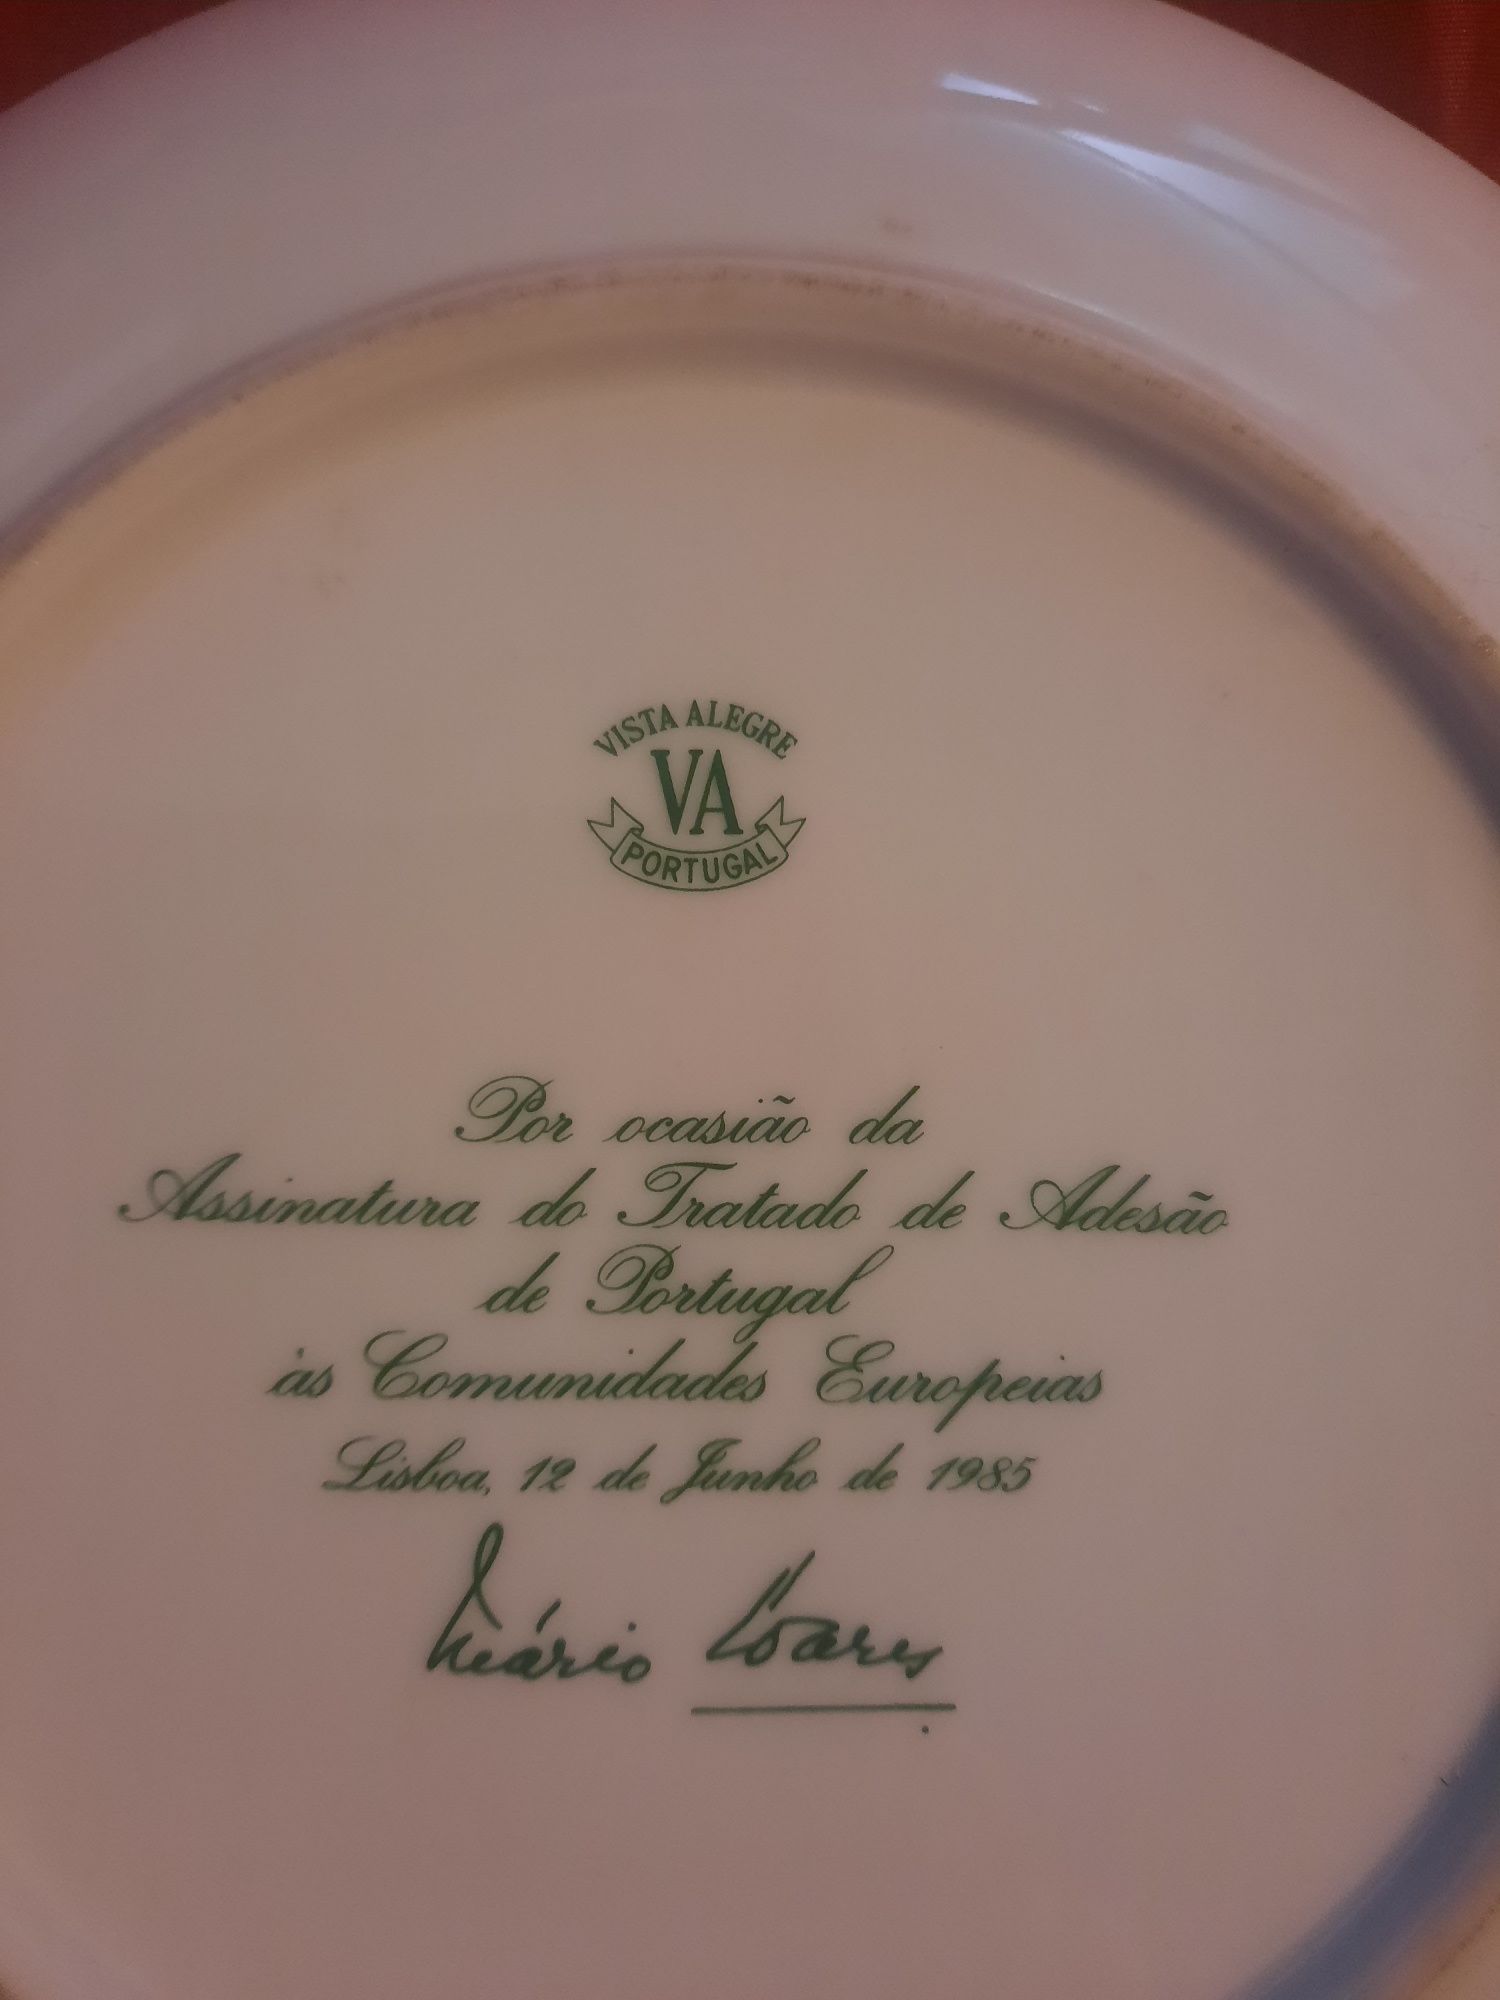 VISTA ALEGRE
VA
PORTUGAL
Por ocasião da
Assinatura do Tratado de Adesão
de Portugal
às Comunidades Europeias
Lisboa, 12 de Junho de 1985
Mário Soares